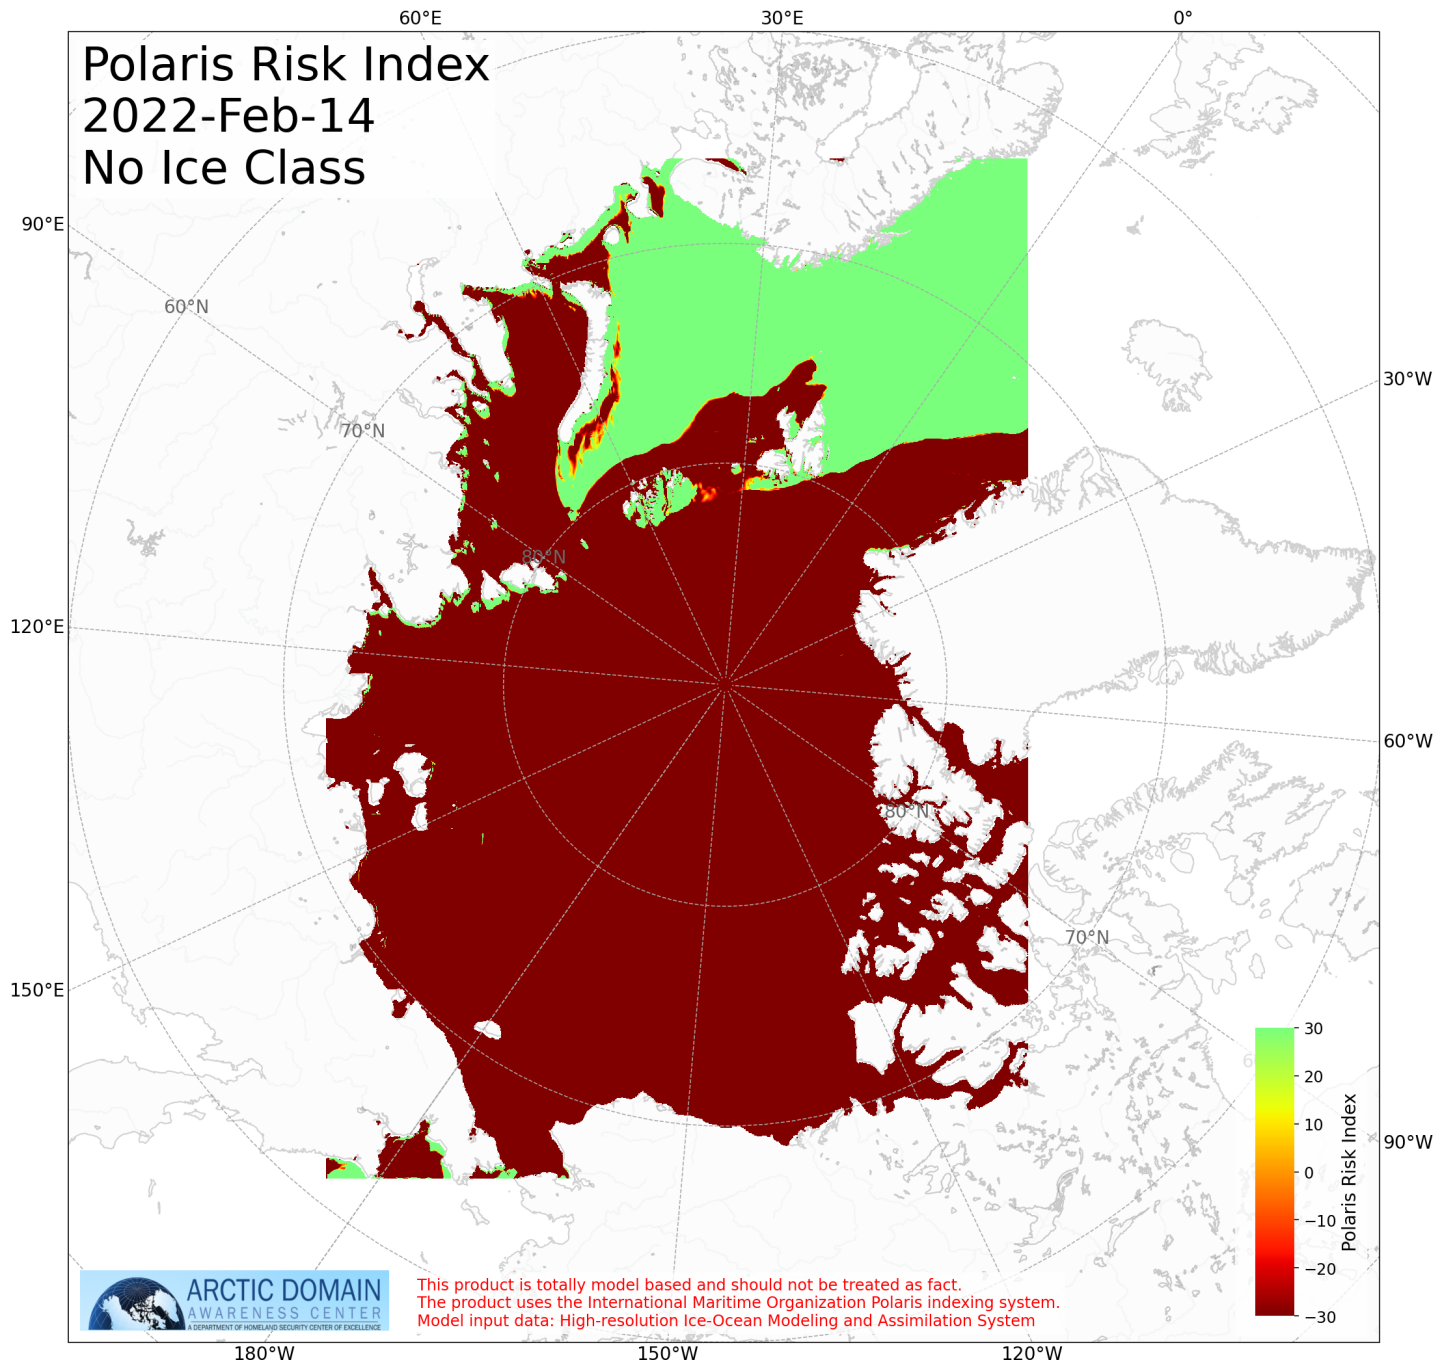 60°E
30°E
0°
Polaris Risk Index
2022-Feb-14
No Ice Class
90°E
60°N
30°W
70°N
80°N
120°E
60°W
80°N
70°N
150°E
30
20
10
0
−10
−20
−30
Polaris Risk Index
90°W
ARCTIC DOMAIN
AWARENESS CENTER
A DEPARTMENT OF HOMELAND SECURITY CENTER OF EXCELLENCE
This product is totally model based and should not be treated as fact.
The product uses the International Maritime Organization Polaris indexing system.
Model input data: High-resolution Ice-Ocean Modeling and Assimilation System
180°W
150°W
120°W